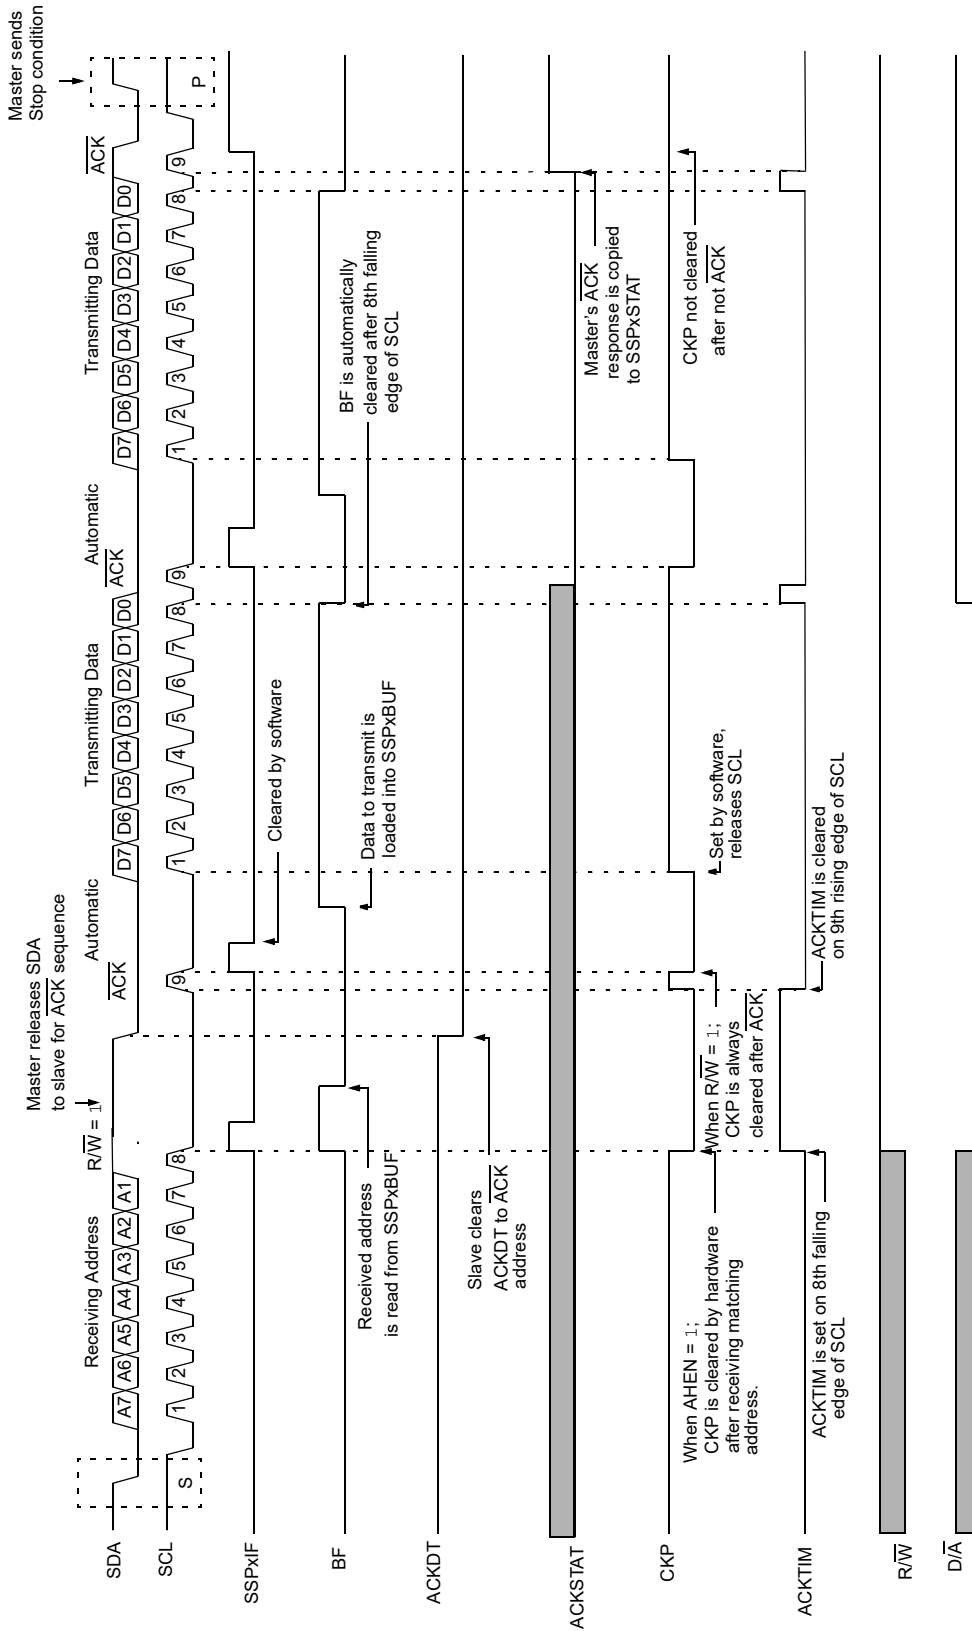 Master releases SDA
to slave for ACK sequence
Master sends
Stop condition
Receiving Address
R/W = 1
Automatic
ACK
Transmitting Data
Automatic
ACK
Transmitting Data
ACK
SDA
A7 A6 A5 A4 A3 A2 A1
D7 D6 D5 D4 D3 D2 D1 D0
D7 D6 D5 D4 D3 D2 D1 D0
SCL
S
1 2 3 4 5 6 7 8
9
1 2 3 4 5 6 7 8
9
1 2 3 4 5 6 7 8
9
P
SSPxIF
Cleared by software
BF
Received address
is read from SSPxBUF
Data to transmit is
loaded into SSPxBUF
BF is automatically
cleared after 8th falling
edge of SCL
ACKDT
Slave clears
ACKDT to ACK
address
ACKSTAT
Master's ACK
response is copied
to SSPxSTAT
CKP
When AHEN = 1;
CKP is cleared by hardware
after receiving matching
address.
When R/W = 1;
CKP is always
cleared after ACK
Set by software,
releases SCL
CKP not cleared
after not ACK
ACKTIM
ACKTIM is set on 8th falling
edge of SCL
ACKTIM is cleared
on 9th rising edge of SCL
R/W
D/A